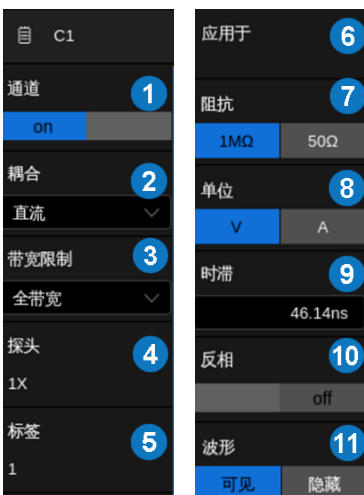 C1
通道
1
on
耦合
2
直流
带宽限制
3
全带宽
探头
4
1X
标签
5
1
应用于
6
阻抗
7
1MΩ 50Ω
单位
8
V A
时滞
9
46.14ns
反相
10
off
波形
11
可见 隐藏